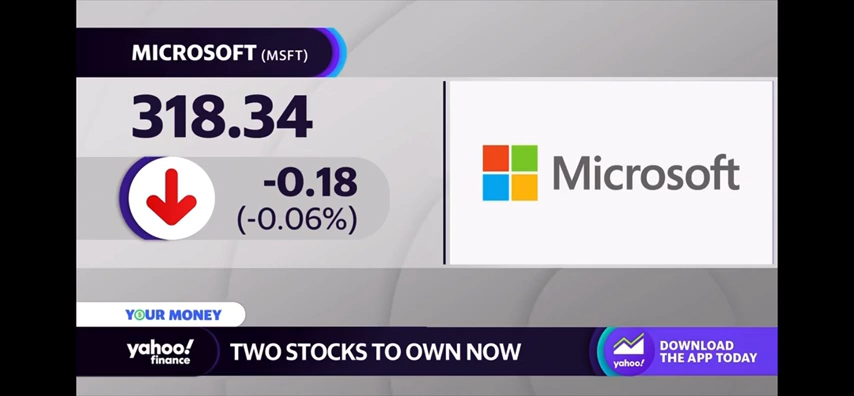 MICROSOFT (MSFT)
318.34
-0.18
(-0.06%)
Microsoft
YOUR MONEY
yahoo!
finance
TWO STOCKS TO OWN NOW
yahoo!
DOWNLOAD
THE APP TODAY